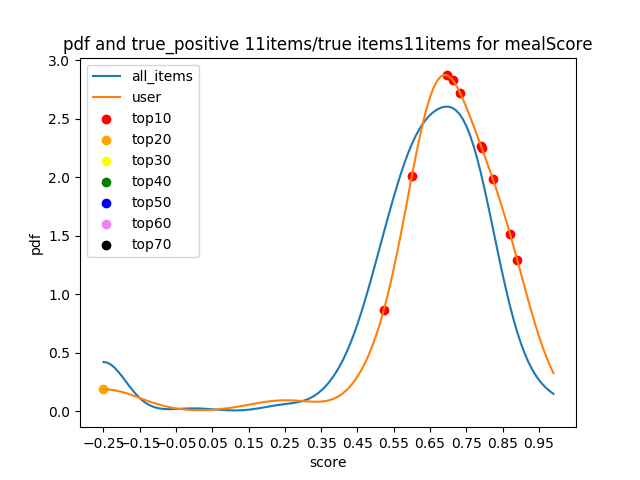 pdf and true_positive 11items/true items11items for mealScore
all_items
user
top10
top20
top30
top40
top50
top60
top70
3.0
2.5
2.0
1.5
1.0
0.5
0.0
pdf
−0.25 −0.15 −0.05 0.05 0.15 0.25 0.35 0.45 0.55 0.65 0.75 0.85 0.95
score